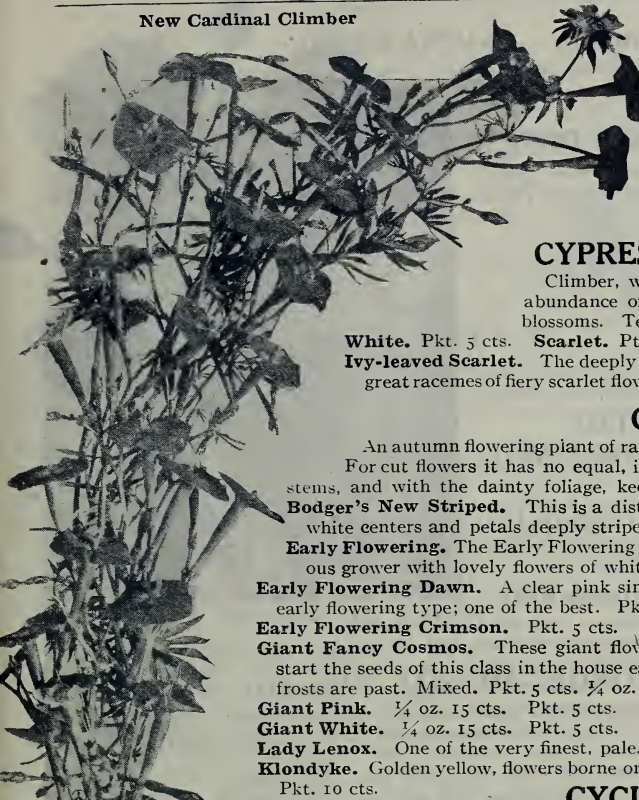 New Cardinal Climber
CYPRE
Climber, w
abundance o
blossoms. Te
White. Pkt. 5 cts. Scarlet. Pt
Ivy-leaved Scarlet. The deeply
great racemes of fiery scarlet flov
C
An autumn flowering plant of ra
For cut flowers it has no equal, i
stems, and with the dainty foliage, kee
Bodger's New Striped. This is a dist
white centers and petals deeply stripe
Early Flowering. The Early Flowering
ous grower with lovely flowers of whit
Early Flowering Dawn. A clear pink sin
early flowering type; one of the best. Pk
Early Flowering Crimson. Pkt. 5 cts.
Giant Fancy Cosmos. These giant flov
start the seeds of this class in the house e
frosts are past. Mixed. Pkt. 5 cts. ¼ oz.
Giant Pink. ¼ oz. 15 cts. Pkt. 5 cts.
Giant White. ¼ oz. 15 cts. Pkt. 5 cts.
Lady Lenox. One of the very finest, pale.
Klondyke. Golden yellow, flowers borne on
Pkt. 10 cts.
CYCL